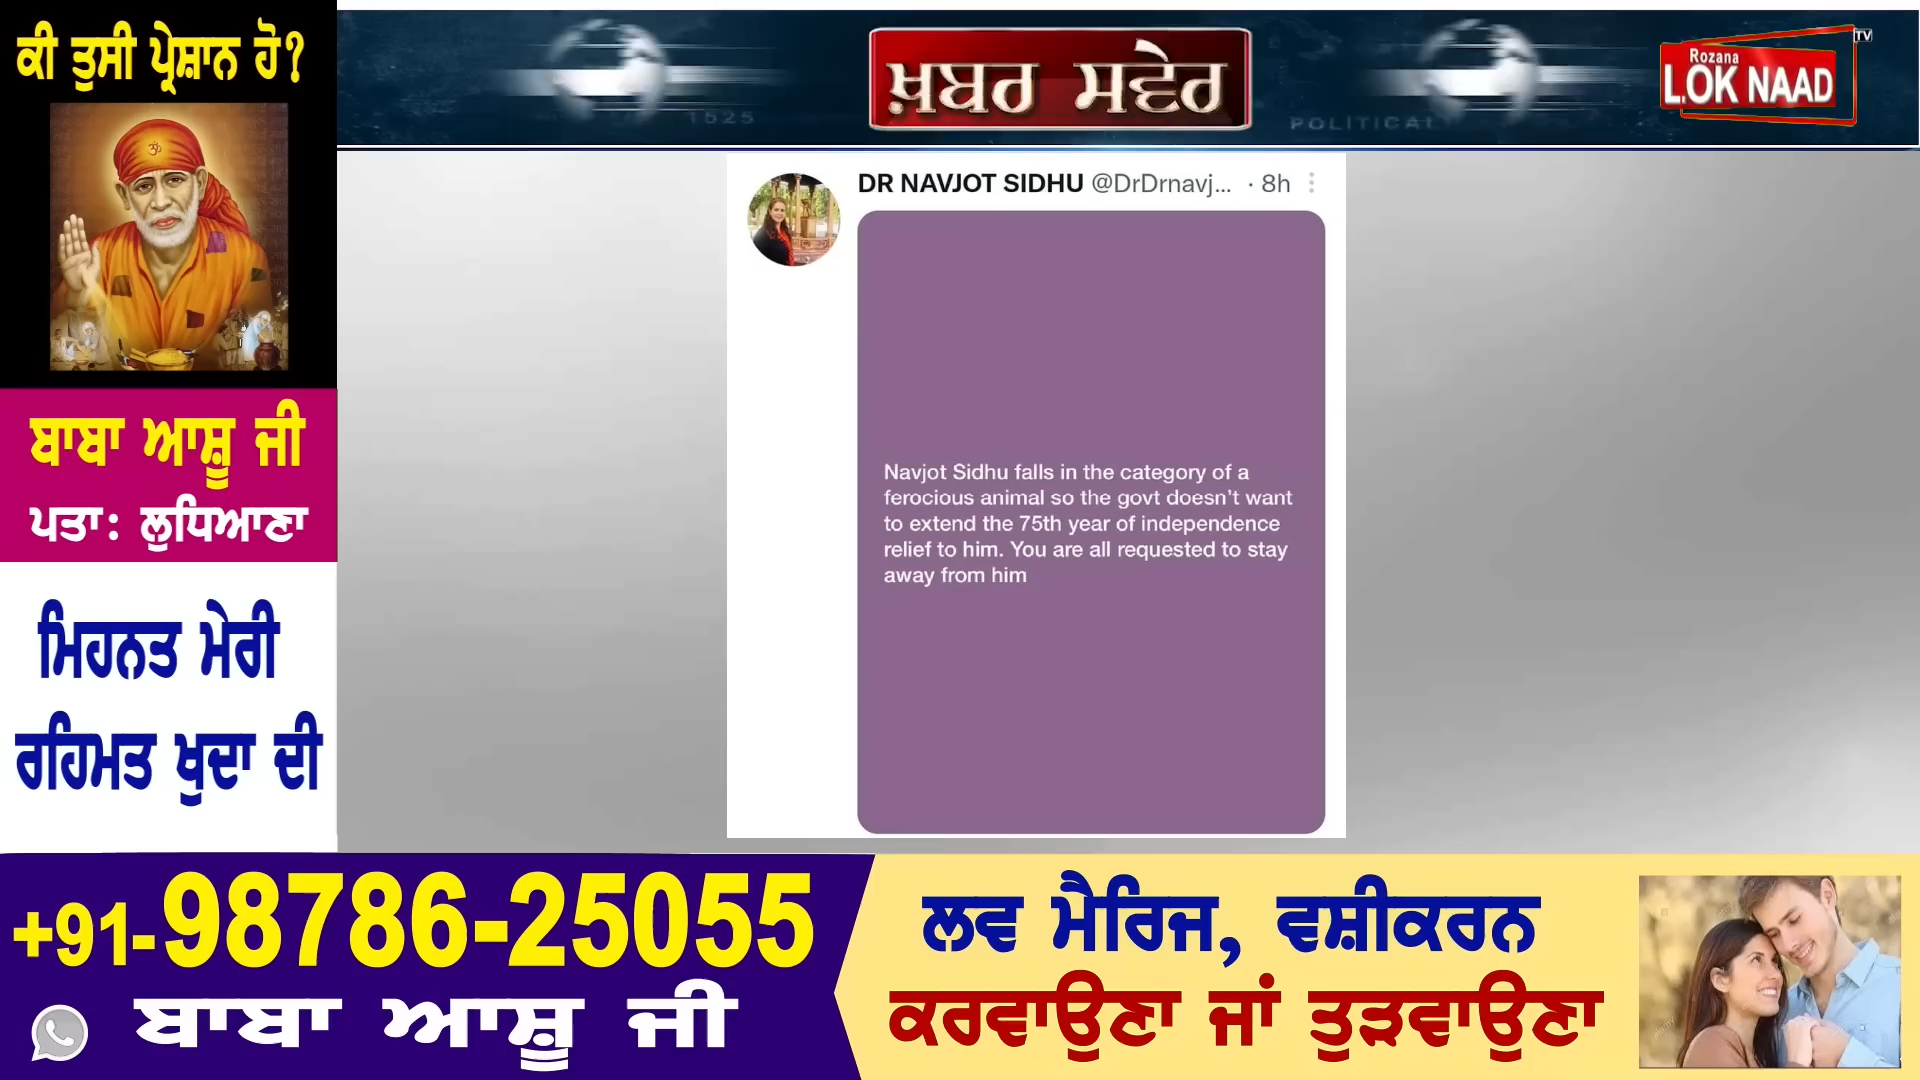 ਕੀ ਤੁਸੀ ਪ੍ਰੇਸ਼ਾਨ ਹੋ?
ਬਾਬਾ ਆਸ਼ੂ ਜੀ
ਪਤਾ: ਲੁਧਿਆਣਾ
ਮਿਹਨਤ ਮੇਰੀ
ਰਹਿਮਤ ਖੁਦਾ ਦੀ
ਖ਼ਬਰ ਸਵੇਰ
1525
POLITICAL
Rozana
LOK NAAD
TV
DR NAVJOT SIDHU @DrDrnavj... · 8h
Navjot Sidhu falls in the category of a
ferocious animal so the govt doesn't want
to extend the 75th year of independence
relief to him. You are all requested to stay
away from him
+91-98786-25055
ਬਾਬਾ ਆਸ਼ੂ ਜੀ
ਲਵ ਮੈਰਿਜ, ਵਸ਼ੀਕਰਨ
ਕਰਵਾਉਣਾ ਜਾਂ ਤੁੜਵਾਉਣਾ